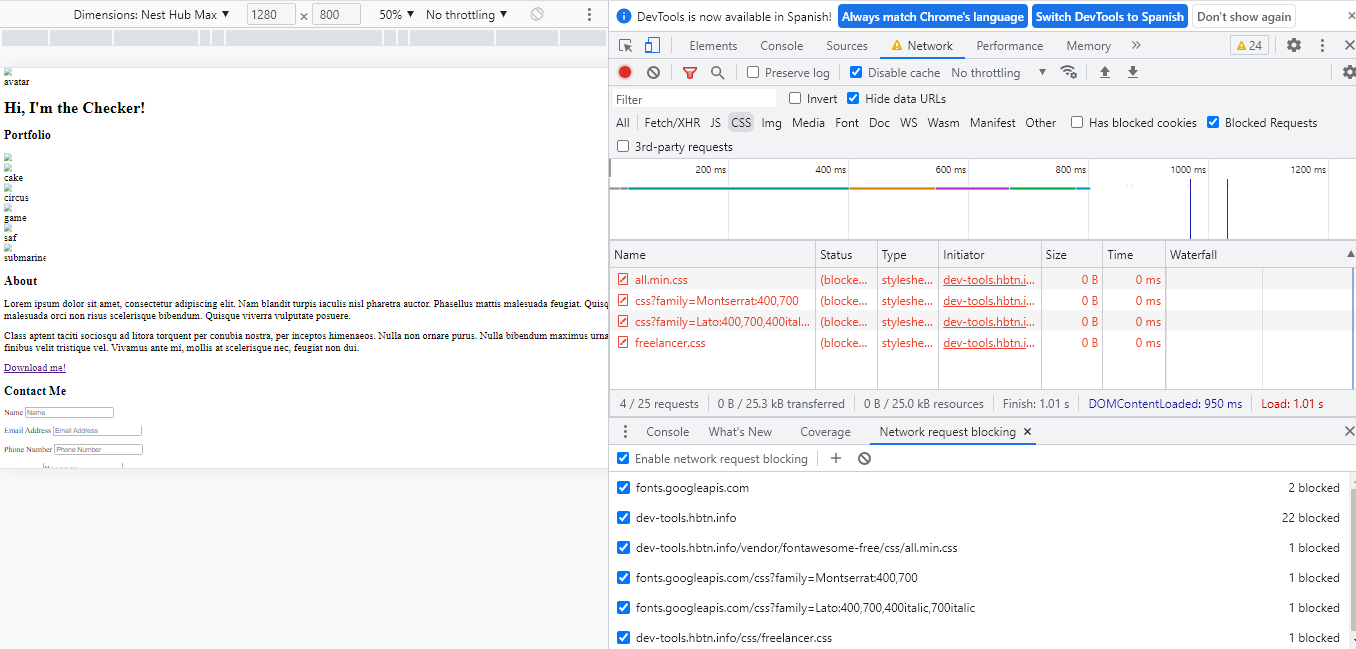 Dimensions: Nest Hub Max ▼ 1280 × 800 50% ▼ No throttling ▼
avatar
Hi, I'm the Checker!
Portfolio
cake
circus
game
saf
submarine
About
Lorem ipsum dolor sit amet, consectetur adipiscing elit. Nam blandit turpis iaculis nisl pharetra auctor. Phasellus mattis malesuada feugiat. Quisq
malesuada orci non risus scelerisque bibendum. Quisque viverra vulputate posuere.
Class aptent taciti sociosqu ad litora torquent per conubia nostra, per inceptos himenaeos. Nulla non ornare purus. Nulla bibendum maximus urna
finibus velit tristique vel. Vivamus ante mi, mollis at scelerisque nec, feugiat non dui.
Download me!
Contact Me
Name Name
Email Address Email Address
Phone Number Phone Number
DevTools is now available in Spanish! Always match Chrome's language Switch DevTools to Spanish Don't show again
Elements Console Sources Network Performance Memory » 24
Preserve log Disable cache No throttling ▼
Filter Invert Hide data URLs
All Fetch/XHR JS CSS Img Media Font Doc WS Wasm Manifest Other Has blocked cookies Blocked Requests
3rd-party requests
200 ms 400 ms 600 ms 800 ms 1000 ms 1200 ms
Name Status Type Initiator Size Time Waterfall
all.min.css (blocke... styleshe... dev-tools.hbtn.i... 0 B 0 ms
css?family=Montserrat:400,700 (blocke... styleshe... dev-tools.hbtn.i... 0 B 0 ms
css?family=Lato:400,700,400ital... (blocke... styleshe... dev-tools.hbtn.i... 0 B 0 ms
freelancer.css (blocke... styleshe... dev-tools.hbtn.i... 0 B 0 ms
4 / 25 requests 0 B / 25.3 kB transferred 0 B / 25.0 kB resources Finish: 1.01 s DOMContentLoaded: 950 ms Load: 1.01 s
Console What's New Coverage Network request blocking ×
Enable network request blocking
fonts.googleapis.com 2 blocked
dev-tools.hbtn.info 22 blocked
dev-tools.hbtn.info/vendor/fontawesome-free/css/all.min.css 1 blocked
fonts.googleapis.com/css?family=Montserrat:400,700 1 blocked
fonts.googleapis.com/css?family=Lato:400,700,400italic,700italic 1 blocked
dev-tools.hbtn.info/css/freelancer.css 1 blocked